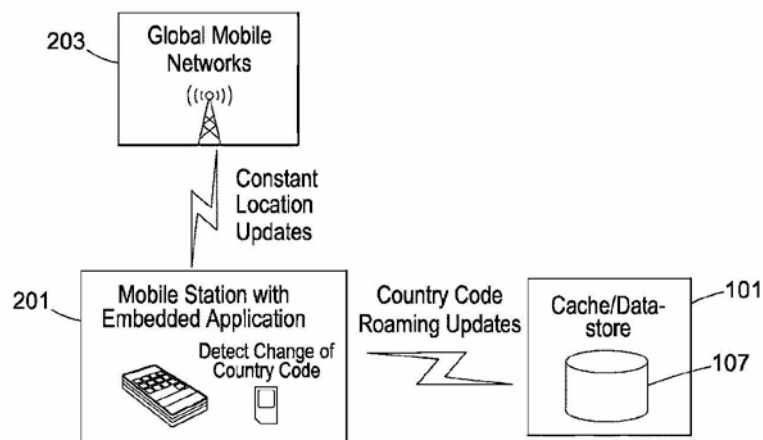 203
Global Mobile
Networks
Constant
Location
Updates
201
Mobile Station with
Embedded Application
Detect Change of
Country Code
Country Code
Roaming Updates
101
Cache/Data-
store
107